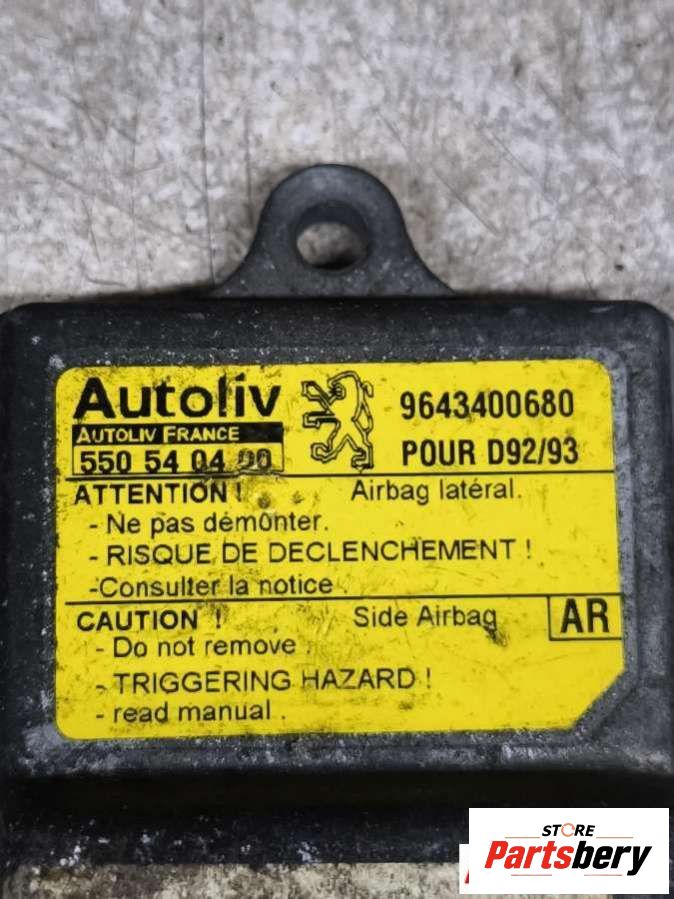 Autoliv
9643400680
AUTOLIV FRANCE
550 54 04 00
POUR D92/93
ATTENTION ! Airbag latéral.
- Ne pas démonter.
- RISQUE DE DECLENCHEMENT !
-Consulter la notice .
CAUTION ! Side Airbag AR
- Do not remove .
- TRIGGERING HAZARD !
- read manual .
STORE
Partsbery